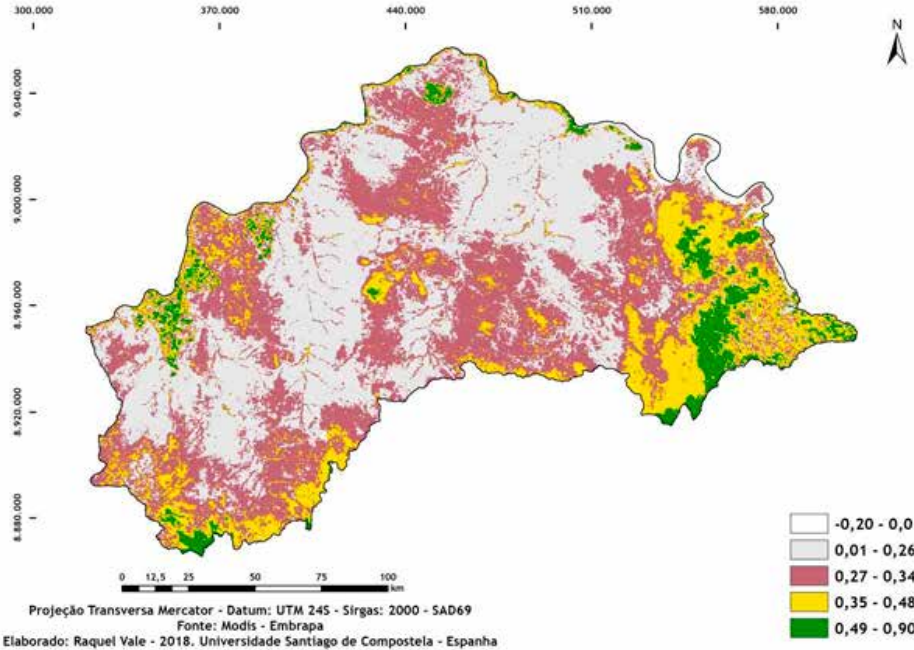 300.000 370.000 440.000 510.000 580.000
N
9.040.000
9.000.000
8.960.000
8.920.000
8.880.000
-0,20 - 0,0
0,01 - 0,26
0,27 - 0,34
0,35 - 0,48
0,49 - 0,90
0 12,5 25 50 75 100
km
Projeção Transversa Mercator - Datum: UTM 24S - Sirgas: 2000 - SAD69
Fonte: Modis - Embrapa
Elaborado: Raquel Vale - 2018. Universidade Santiago de Compostela - Espanha